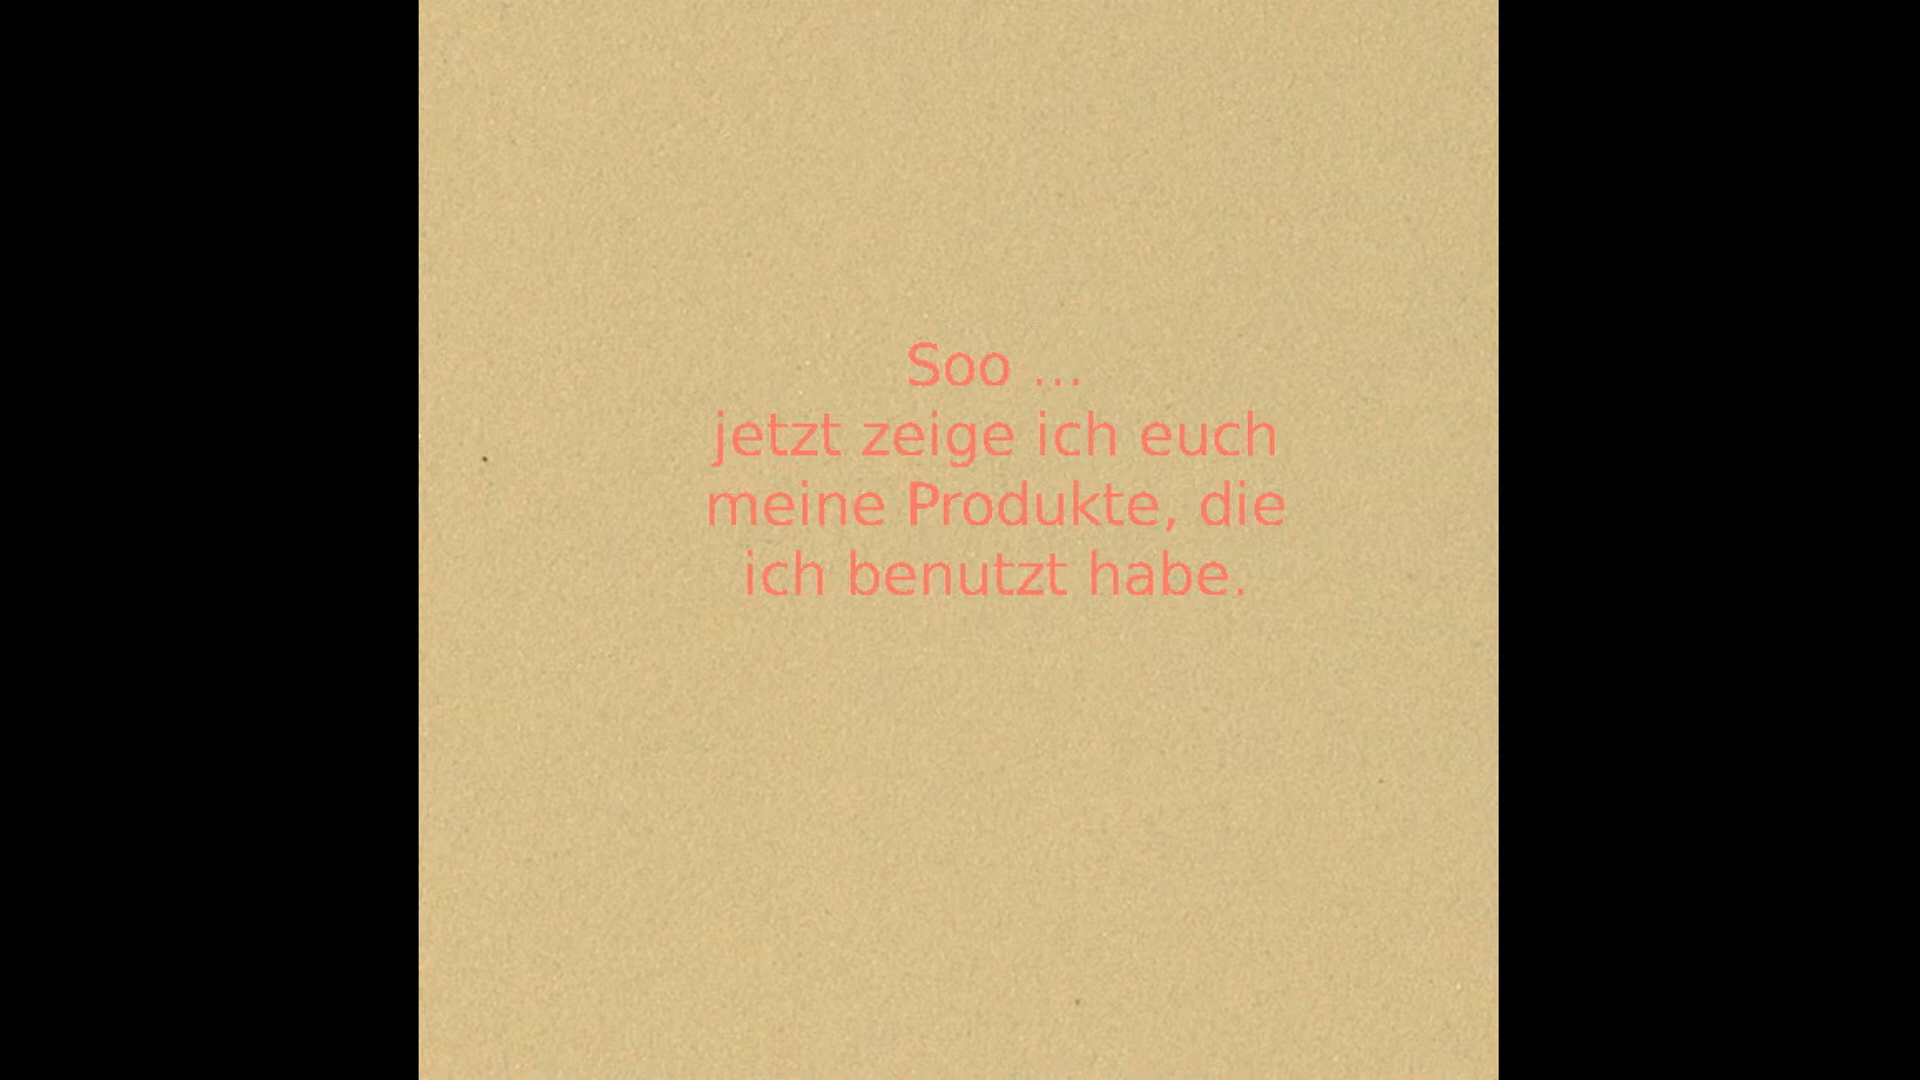 Soo ...
jetzt zeige ich euch
meine Produkte, die
ich benutzt habe.